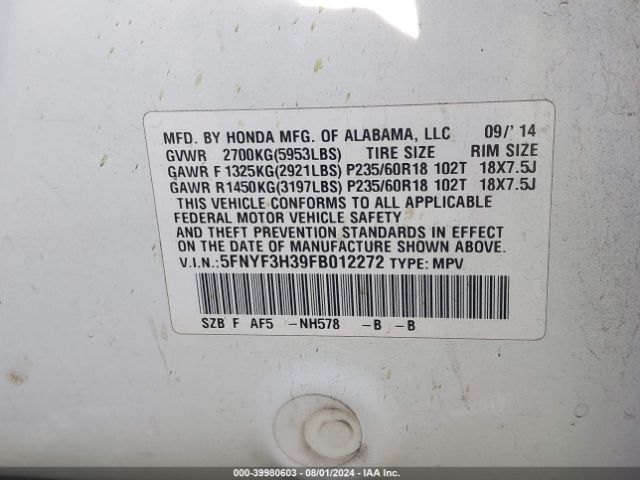 MFD. BY HONDA MFG. OF ALABAMA, LLC 09/'14
GVWR 2700KG(5953LBS) TIRE SIZE RIM SIZE
GAWR F 1325KG(2921LBS) P235/60R18 102T 18X7.5J
GAWR R1450KG(3197LBS) P235/60R18 102T 18X7.5J
THIS VEHICLE CONFORMS TO ALL APPLICABLE
FEDERAL MOTOR VEHICLE SAFETY
AND THEFT PREVENTION STANDARDS IN EFFECT
ON THE DATE OF MANUFACTURE SHOWN ABOVE.
V.I.N.:5FNYF3H39FB012272 TYPE: MPV
SZB F AF5 -NH578 -B -B
000-39980603 - 08/01/2024 - IAA Inc.